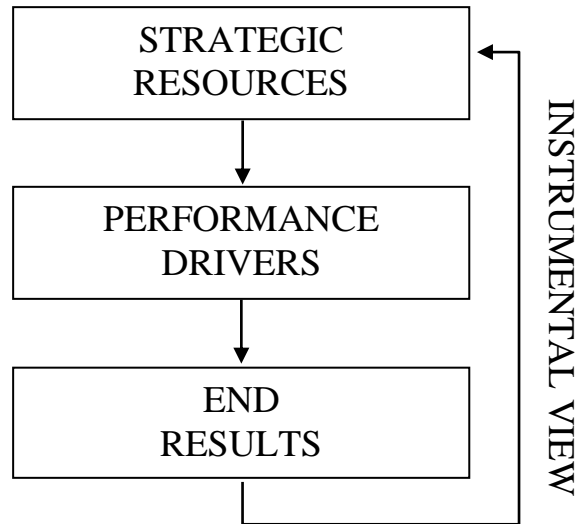 STRATEGIC
RESOURCES
PERFORMANCE
DRIVERS
END
RESULTS
INSTRUMENTAL VIEW